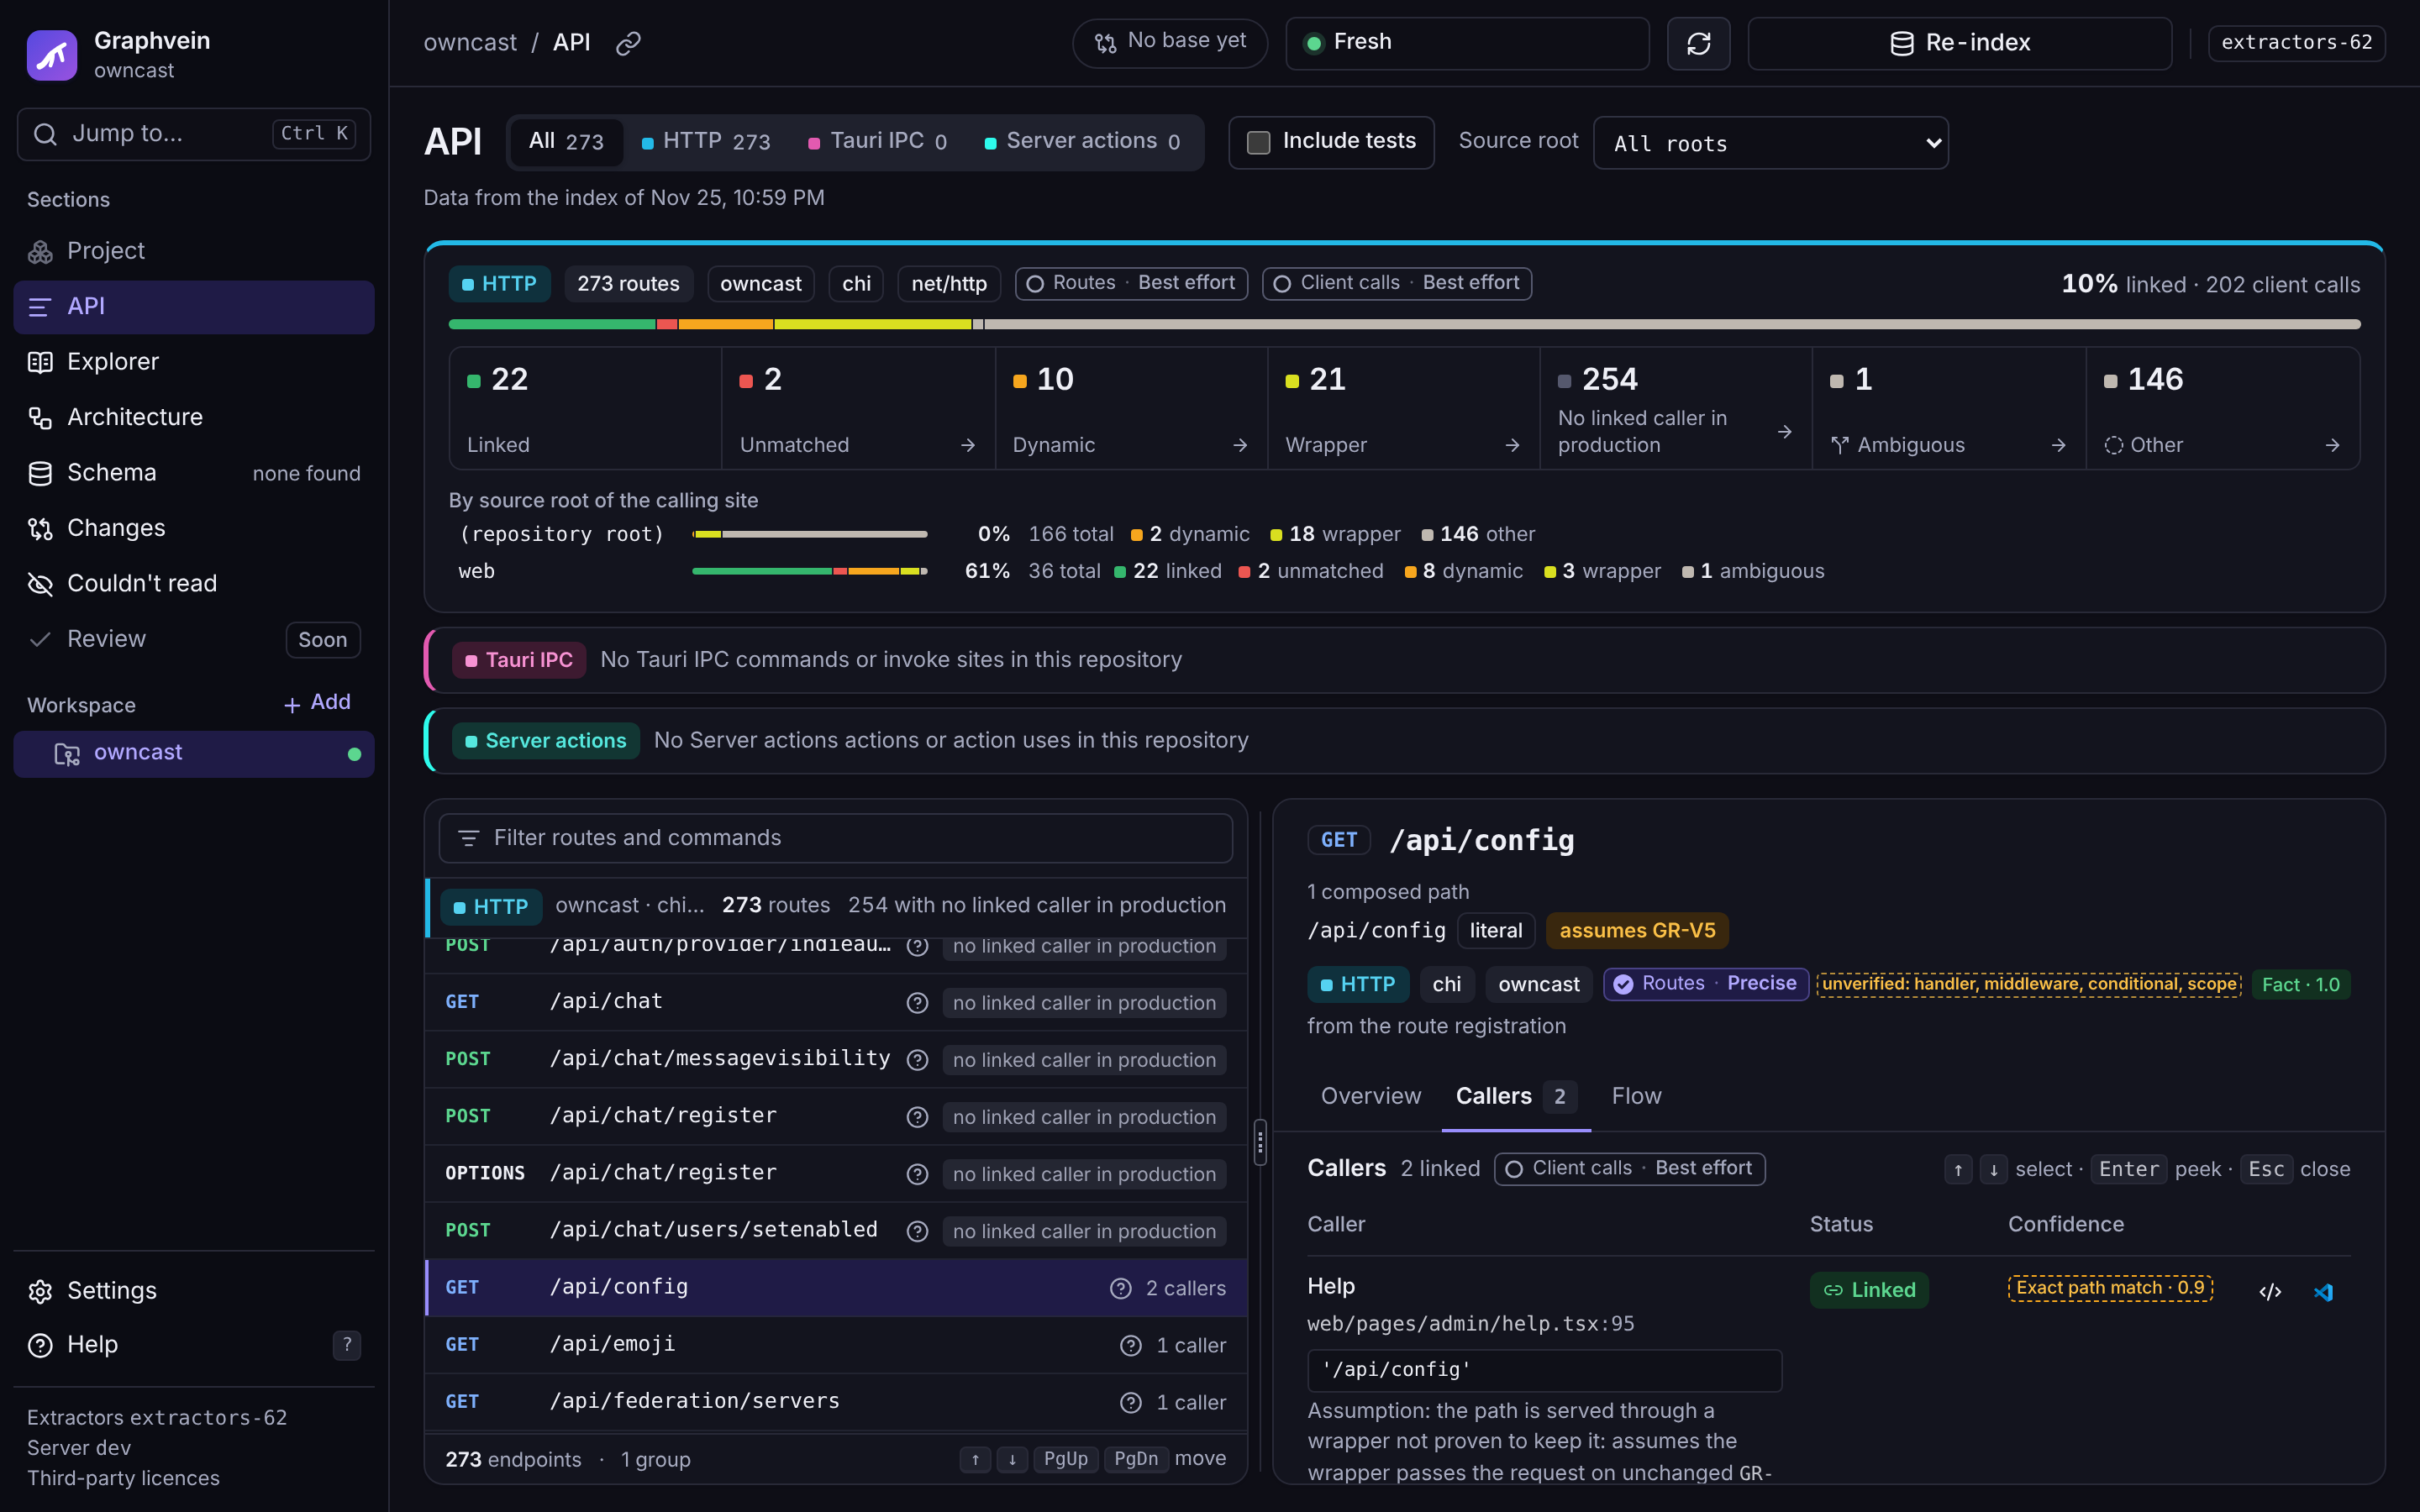 Graphvein
owncast
Jump to...
Ctrl K
Sections
Project
API
Explorer
Architecture
Schema none found
Changes
Couldn't read
Review Soon
Workspace + Add
owncast
Settings
Help ?
Extractors extractors-62
Server dev
Third-party licences
owncast / API
No base yet
Fresh
Re-index
extractors-62
API
All 273 HTTP 273 Tauri IPC 0 Server actions 0
Include tests
Source root All roots
Data from the index of Nov 25, 10:59 PM
HTTP 273 routes owncast chi net/http Routes · Best effort Client calls · Best effort 10% linked · 202 client calls
22 2 10 21 254 1 146
Linked Unmatched Dynamic Wrapper No linked caller in production Ambiguous Other
By source root of the calling site
(repository root) 0% 166 total 2 dynamic 18 wrapper 146 other
web 61% 36 total 22 linked 2 unmatched 8 dynamic 3 wrapper 1 ambiguous
Tauri IPC No Tauri IPC commands or invoke sites in this repository
Server actions No Server actions actions or action uses in this repository
Filter routes and commands
HTTP owncast · chi... 273 routes 254 with no linked caller in production
POST /api/auth/provider/indieau... no linked caller in production
GET /api/chat no linked caller in production
POST /api/chat/messagevisibility no linked caller in production
POST /api/chat/register no linked caller in production
OPTIONS /api/chat/register no linked caller in production
POST /api/chat/users/setenabled no linked caller in production
GET /api/config 2 callers
GET /api/emoji 1 caller
GET /api/federation/servers 1 caller
273 endpoints · 1 group ↑ ↓ PgUp PgDn move
GET /api/config
1 composed path
/api/config literal assumes GR-V5
HTTP chi owncast Routes · Precise unverified: handler, middleware, conditional, scope Fact · 1.0
from the route registration
Overview Callers 2 Flow
Callers 2 linked Client calls · Best effort ↑ ↓ select · Enter peek · Esc close
Caller Status Confidence
Help Linked Exact path match · 0.9
web/pages/admin/help.tsx:95
'/api/config'
Assumption: the path is served through a
wrapper not proven to keep it: assumes the
wrapper passes the request on unchanged GR-